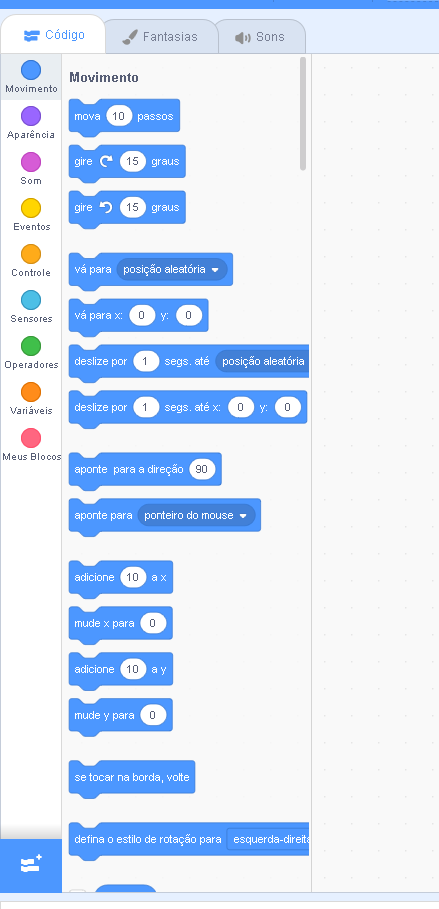 Código Fantasias Sons
Movimento
Aparência
Som
Eventos
Controle
Sensores
Operadores
Variáveis
Meus Blocos
Movimento
mova 10 passos
gire 15 graus
gire 15 graus
vá para posição aleatória
vá para x: 0 y: 0
deslize por 1 segs. até posição aleatória
deslize por 1 segs. até x: 0 y: 0
aponte para a direção 90
aponte para ponteiro do mouse
adicione 10 a x
mude x para 0
adicione 10 a y
mude y para 0
se tocar na borda, volte
defina o estilo de rotação para